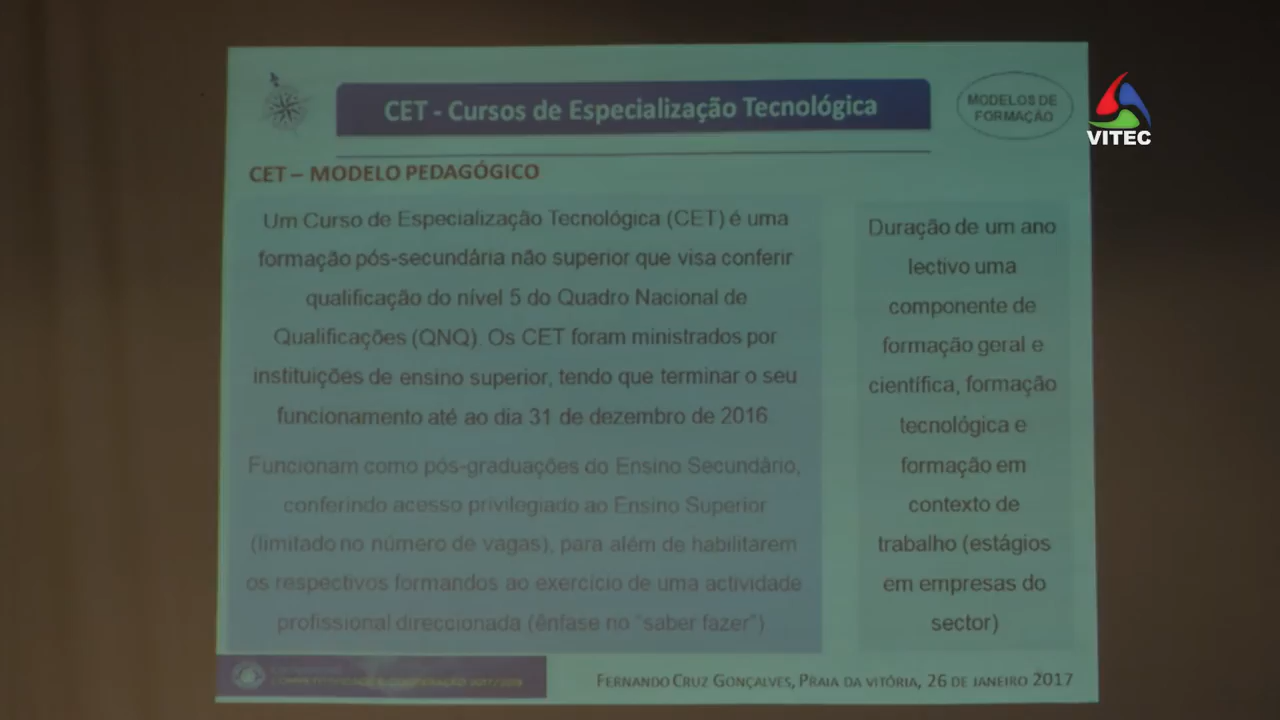 CET - Cursos de Especialização Tecnológica
MODELOS DE
FORMAÇÃO
VITEC
CET – MODELO PEDAGÓGICO
Um Curso de Especialização Tecnológica (CET) é uma
formação pós-secundária não superior que visa conferir
qualificação do nível 5 do Quadro Nacional de
Qualificações (QNQ). Os CET foram ministrados por
instituições de ensino superior, tendo que terminar o seu
funcionamento até ao dia 31 de dezembro de 2016
Funcionam como pós-graduações do Ensino Secundário,
conferindo acesso privilegiado ao Ensino Superior
(limitado no número de vagas), para além de habilitarem
os respectivos formandos ao exercício de uma actividade
profissional direccionada (ênfase no "saber fazer")
Duração de um ano
lectivo uma
componente de
formação geral e
científica, formação
tecnológica e
formação em
contexto de
trabalho (estágios
em empresas do
sector)
FERNANDO CRUZ GONÇALVES, PRAIA DA VITÓRIA, 26 DE JANEIRO 2017